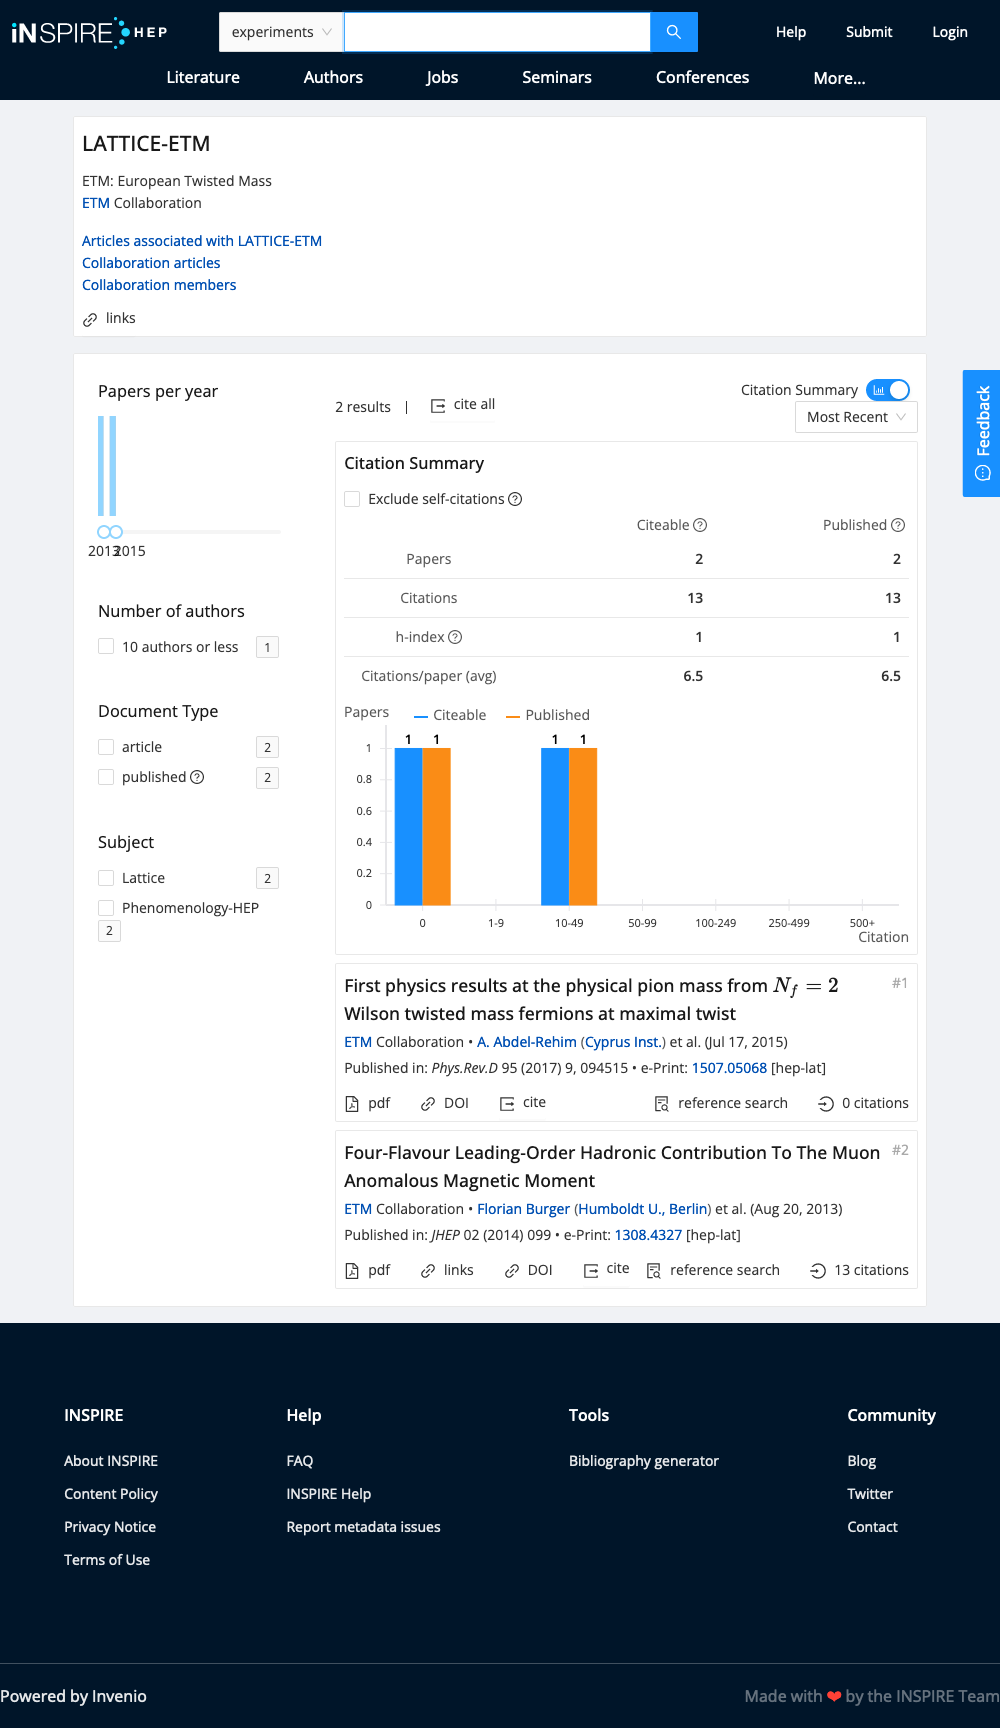 iNSPIRE HEP
experiments
Help Submit Login
Literature Authors Jobs Seminars Conferences More...
LATTICE-ETM
ETM: European Twisted Mass
ETM Collaboration
Articles associated with LATTICE-ETM
Collaboration articles
Collaboration members
links
Papers per year
2013 2015
Number of authors
10 authors or less 1
Document Type
article 2
published 2
Subject
Lattice 2
Phenomenology-HEP
2
2 results | cite all
Citation Summary
Most Recent
Citation Summary
Exclude self-citations
Citeable Published
Papers 2 2
Citations 13 13
h-index 1 1
Citations/paper (avg) 6.5 6.5
Papers Citeable Published
1 1 1 1
1
0.8
0.6
0.4
0.2
0
0 1-9 10-49 50-99 100-249 250-499 500+
Citation
First physics results at the physical pion mass from N_f = 2 #1
Wilson twisted mass fermions at maximal twist
ETM Collaboration • A. Abdel-Rehim (Cyprus Inst.) et al. (Jul 17, 2015)
Published in: Phys.Rev.D 95 (2017) 9, 094515 • e-Print: 1507.05068 [hep-lat]
pdf DOI cite reference search 0 citations
Four-Flavour Leading-Order Hadronic Contribution To The Muon #2
Anomalous Magnetic Moment
ETM Collaboration • Florian Burger (Humboldt U., Berlin) et al. (Aug 20, 2013)
Published in: JHEP 02 (2014) 099 • e-Print: 1308.4327 [hep-lat]
pdf links DOI cite reference search 13 citations
Feedback
INSPIRE
About INSPIRE
Content Policy
Privacy Notice
Terms of Use
Help
FAQ
INSPIRE Help
Report metadata issues
Tools
Bibliography generator
Community
Blog
Twitter
Contact
Powered by Invenio
Made with ❤ by the INSPIRE Team